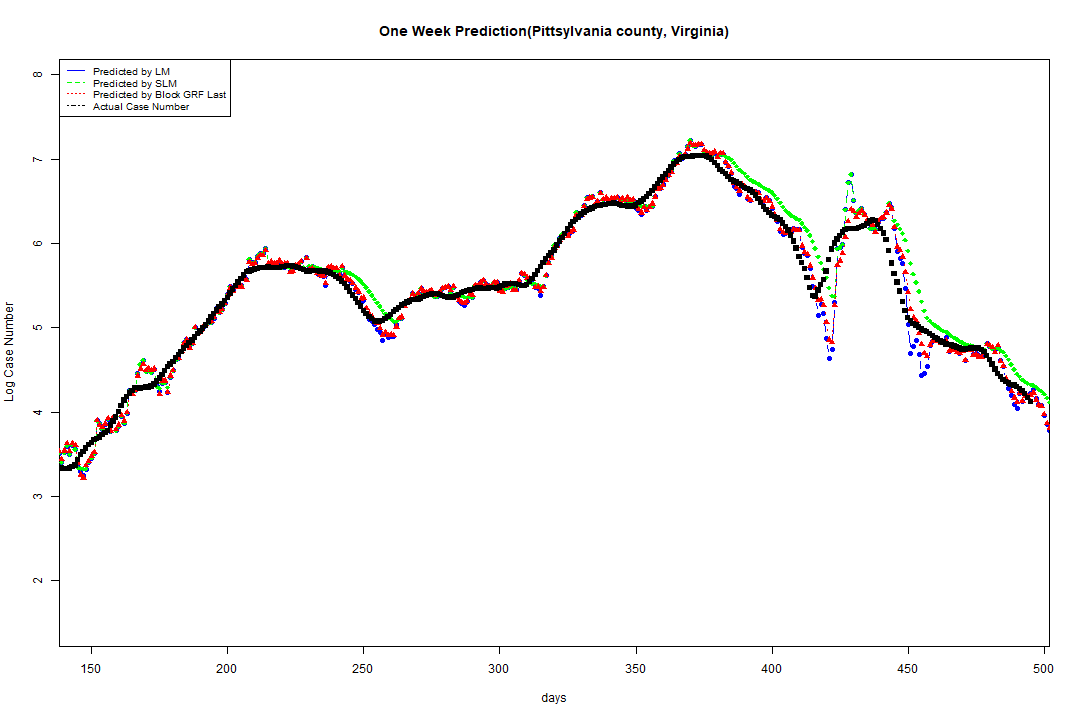 One Week Prediction(Pittsylvania county, Virginia)
Predicted by LM
Predicted by SLM
Predicted by Block GRF Last
Actual Case Number
8
7
6
5
4
3
2
Log Case Number
150 200 250 300 350 400 450 500
days